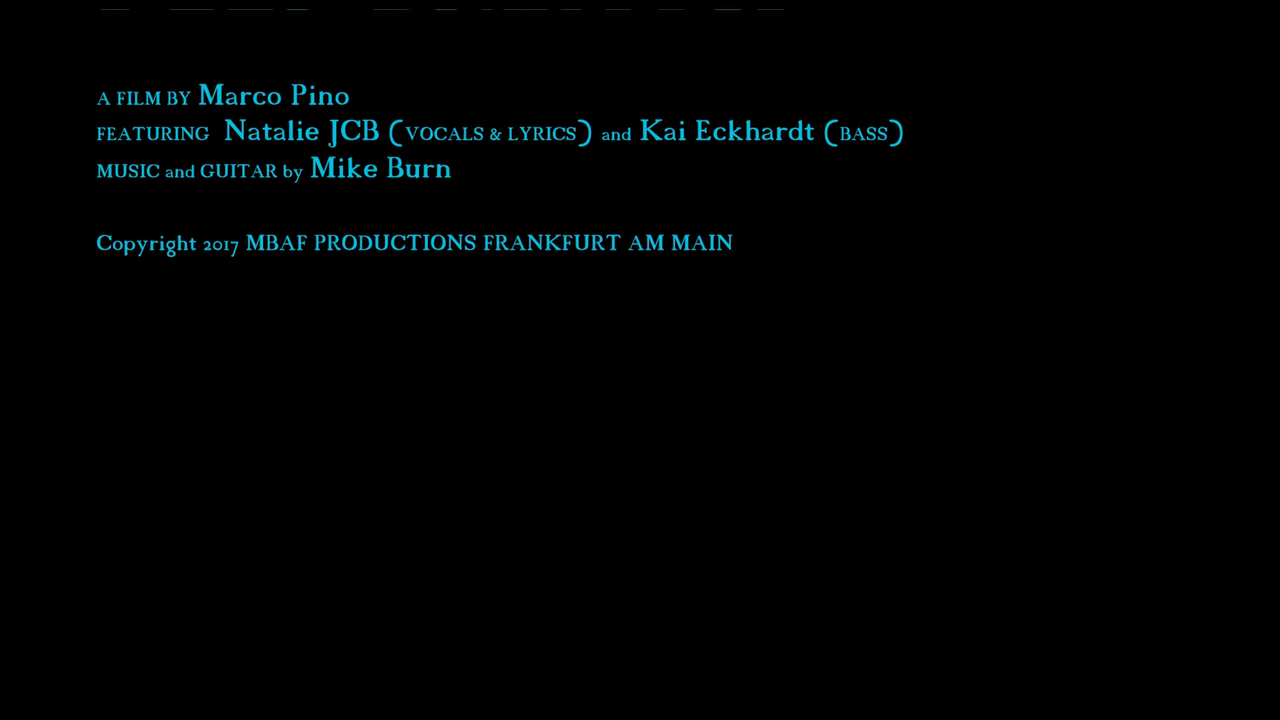 A FILM BY Marco Pino
FEATURING Natalie JCB (VOCALS & LYRICS) and Kai Eckhardt (BASS)
MUSIC and GUITAR by Mike Burn
Copyright 2017 MBAF PRODUCTIONS FRANKFURT AM MAIN